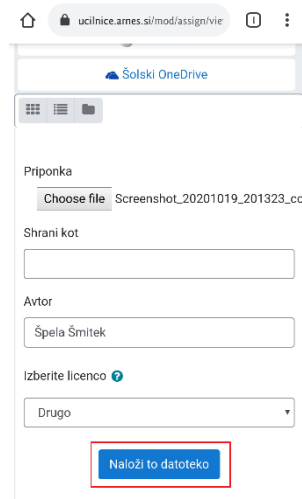 ucilnice.arnes.si/mod/assign/vie
Šolski OneDrive
Priponka
Choose file Screenshot_20201019_201323_co
Shrani kot
Avtor
Špela Šmitek
Izberite licenco
Drugo
Naloži to datoteko